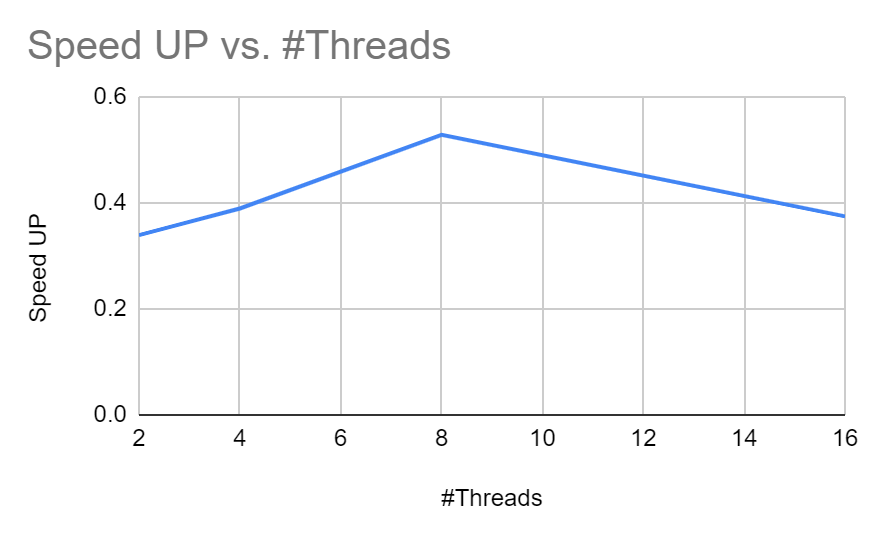 Speed UP vs. #Threads
0.6
0.4
0.2
0.0
Speed UP
2 4 6 8 10 12 14 16
#Threads